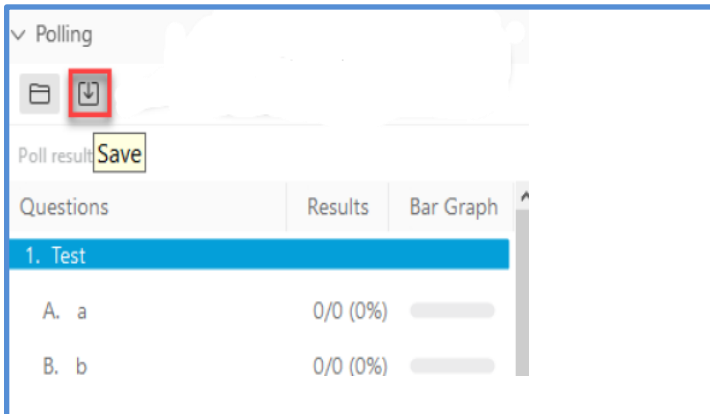 Polling
Poll result Save
Questions Results Bar Graph
1. Test
A. a 0/0 (0%)
B. b 0/0 (0%)